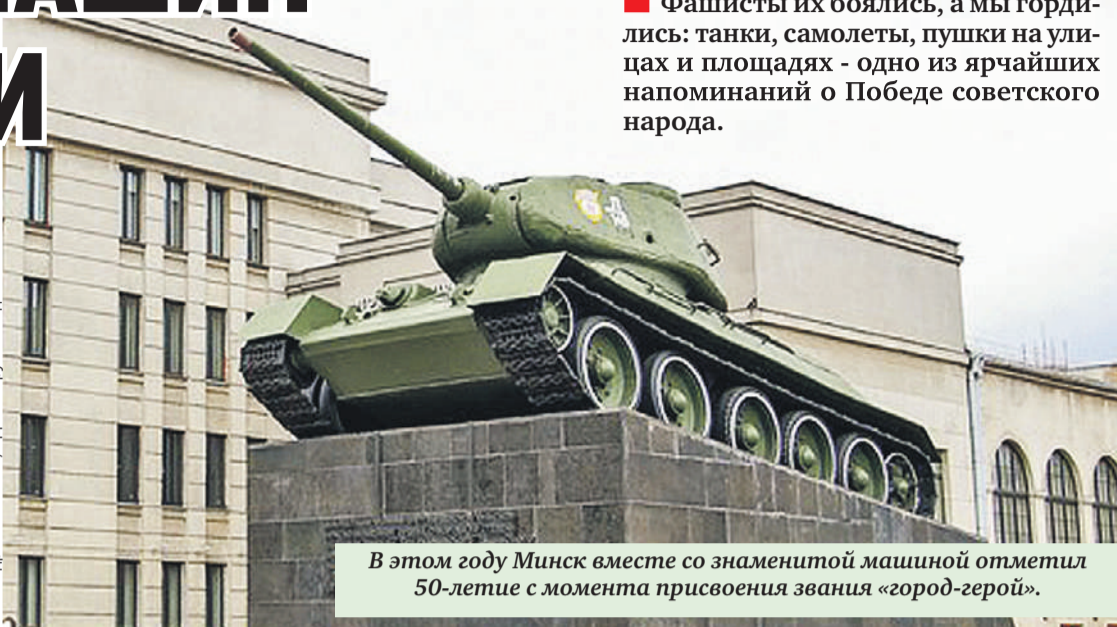 ■ Фашисты их боялись, а мы горди-
лись: танки, самолеты, пушки на ули-
цах и площадях - одно из ярчайших
напоминаний о Победе советского
народа.
В этом году Минск вместе со знаменитой машиной отметил
50-летие с момента присвоения звания «город-герой».